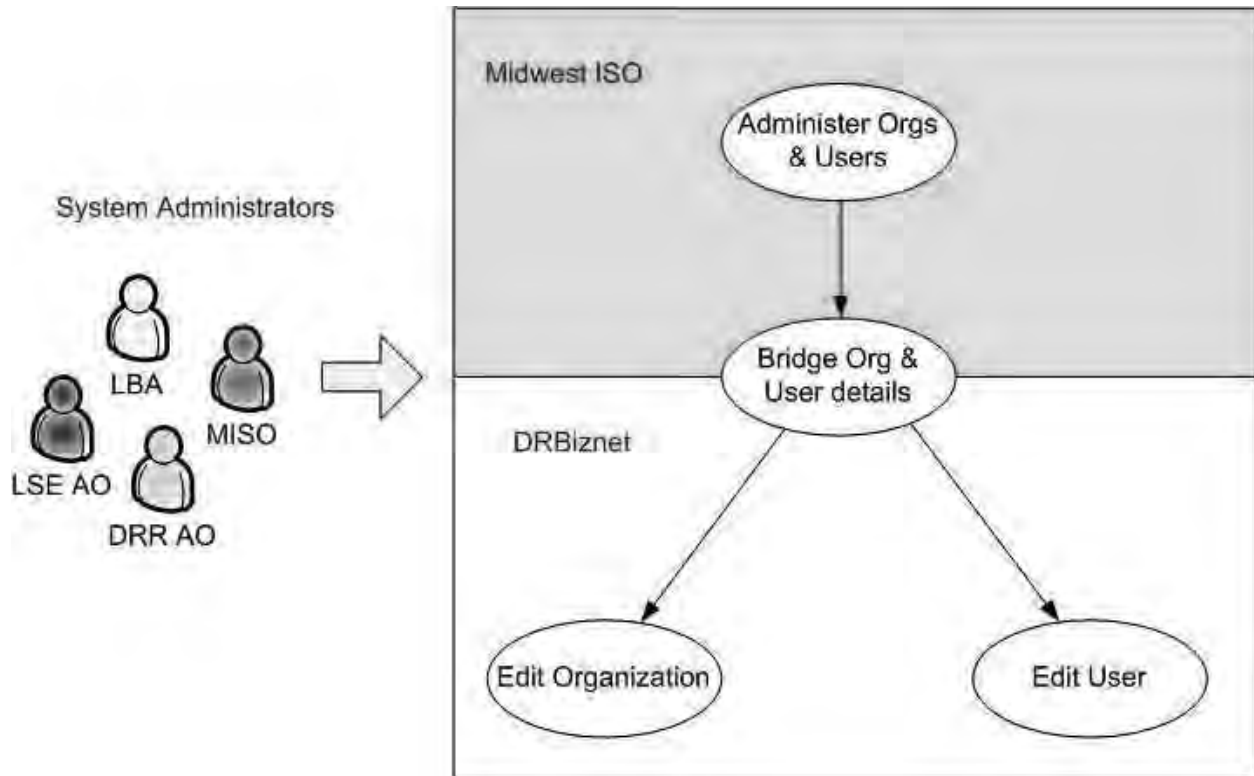 Midwest ISO
Administer Orgs
& Users
System Administrators
LBA
MISO
LSE AO
DRR AO
Bridge Org &
User details
DRBiznet
Edit Organization
Edit User